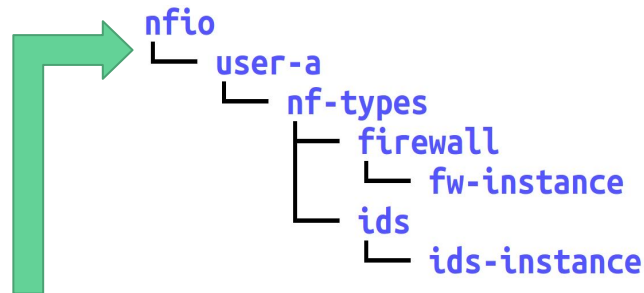 nfio
user-a
nf-types
firewall
fw-instance
ids
ids-instance